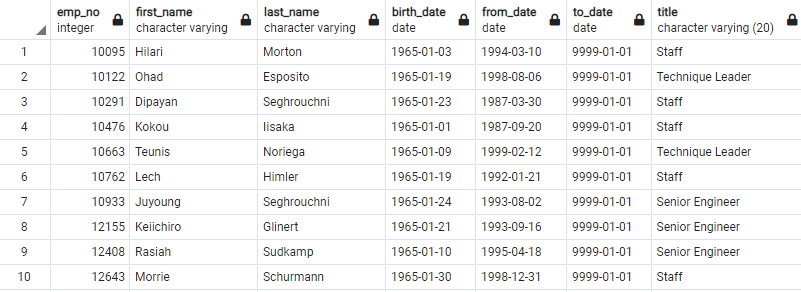 emp_no first_name last_name birth_date from_date to_date title
integer character varying character varying date date date character varying (20)
1 10095 Hilari Morton 1965-01-03 1994-03-10 9999-01-01 Staff
2 10122 Ohad Esposito 1965-01-19 1998-08-06 9999-01-01 Technique Leader
3 10291 Dipayan Seghrouchni 1965-01-23 1987-03-30 9999-01-01 Staff
4 10476 Kokou Iisaka 1965-01-01 1987-09-20 9999-01-01 Staff
5 10663 Teunis Noriega 1965-01-09 1999-02-12 9999-01-01 Technique Leader
6 10762 Lech Himler 1965-01-19 1992-01-21 9999-01-01 Staff
7 10933 Juyoung Seghrouchni 1965-01-24 1993-08-02 9999-01-01 Senior Engineer
8 12155 Keiichiro Glinert 1965-01-21 1993-09-16 9999-01-01 Senior Engineer
9 12408 Rasiah Sudkamp 1965-01-10 1995-04-18 9999-01-01 Senior Engineer
10 12643 Morrie Schurmann 1965-01-30 1998-12-31 9999-01-01 Staff